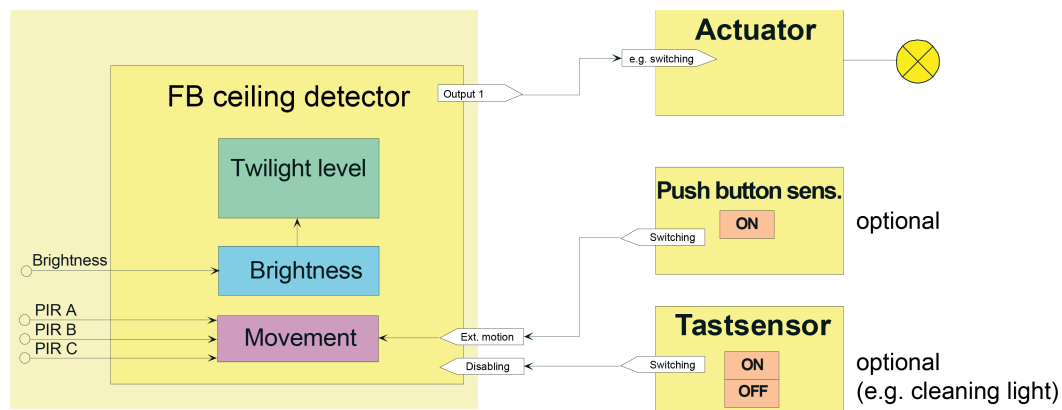 Actuator
e.g. switching
FB ceiling detector
Output 1
Twilight level
Push button sens.
ON
optional
Switching
Brightness
Brightness
PIR A
PIR B
PIR C
Movement
Ext. motion
Tastsensor
Disabling
Switching
ON
OFF
optional
(e.g. cleaning light)